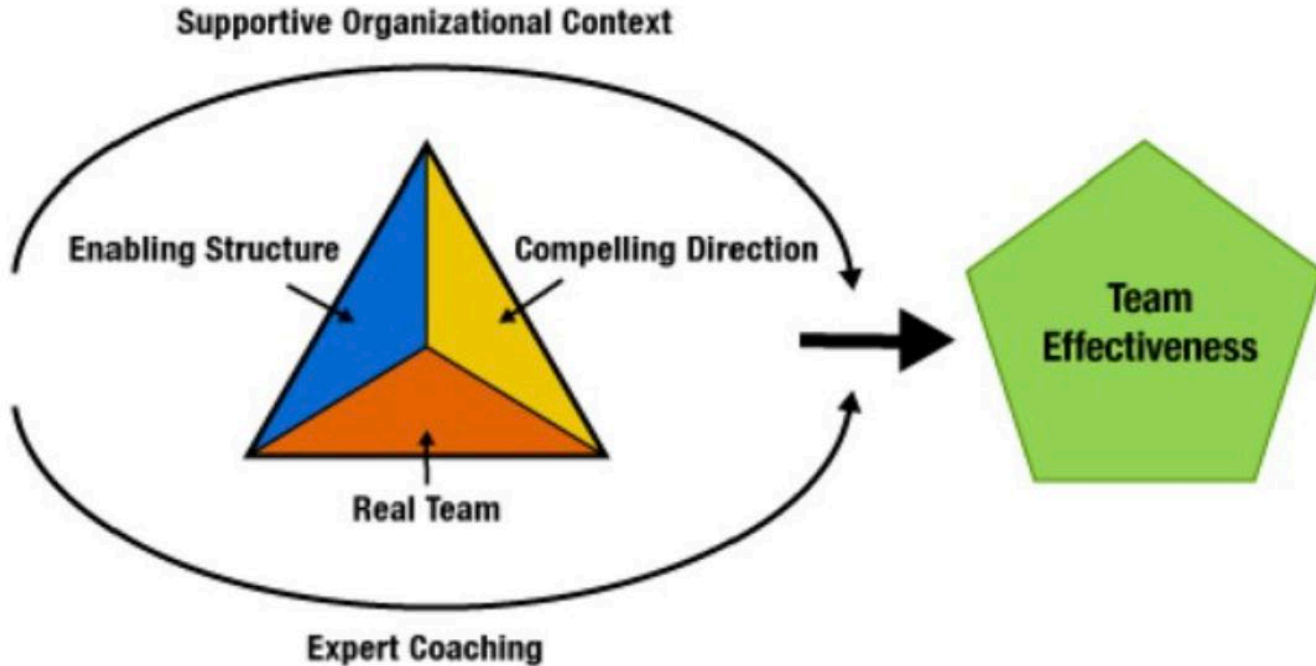 Supportive Organizational Context
Enabling Structure
Compelling Direction
Team
Effectiveness
Real Team
Expert Coaching